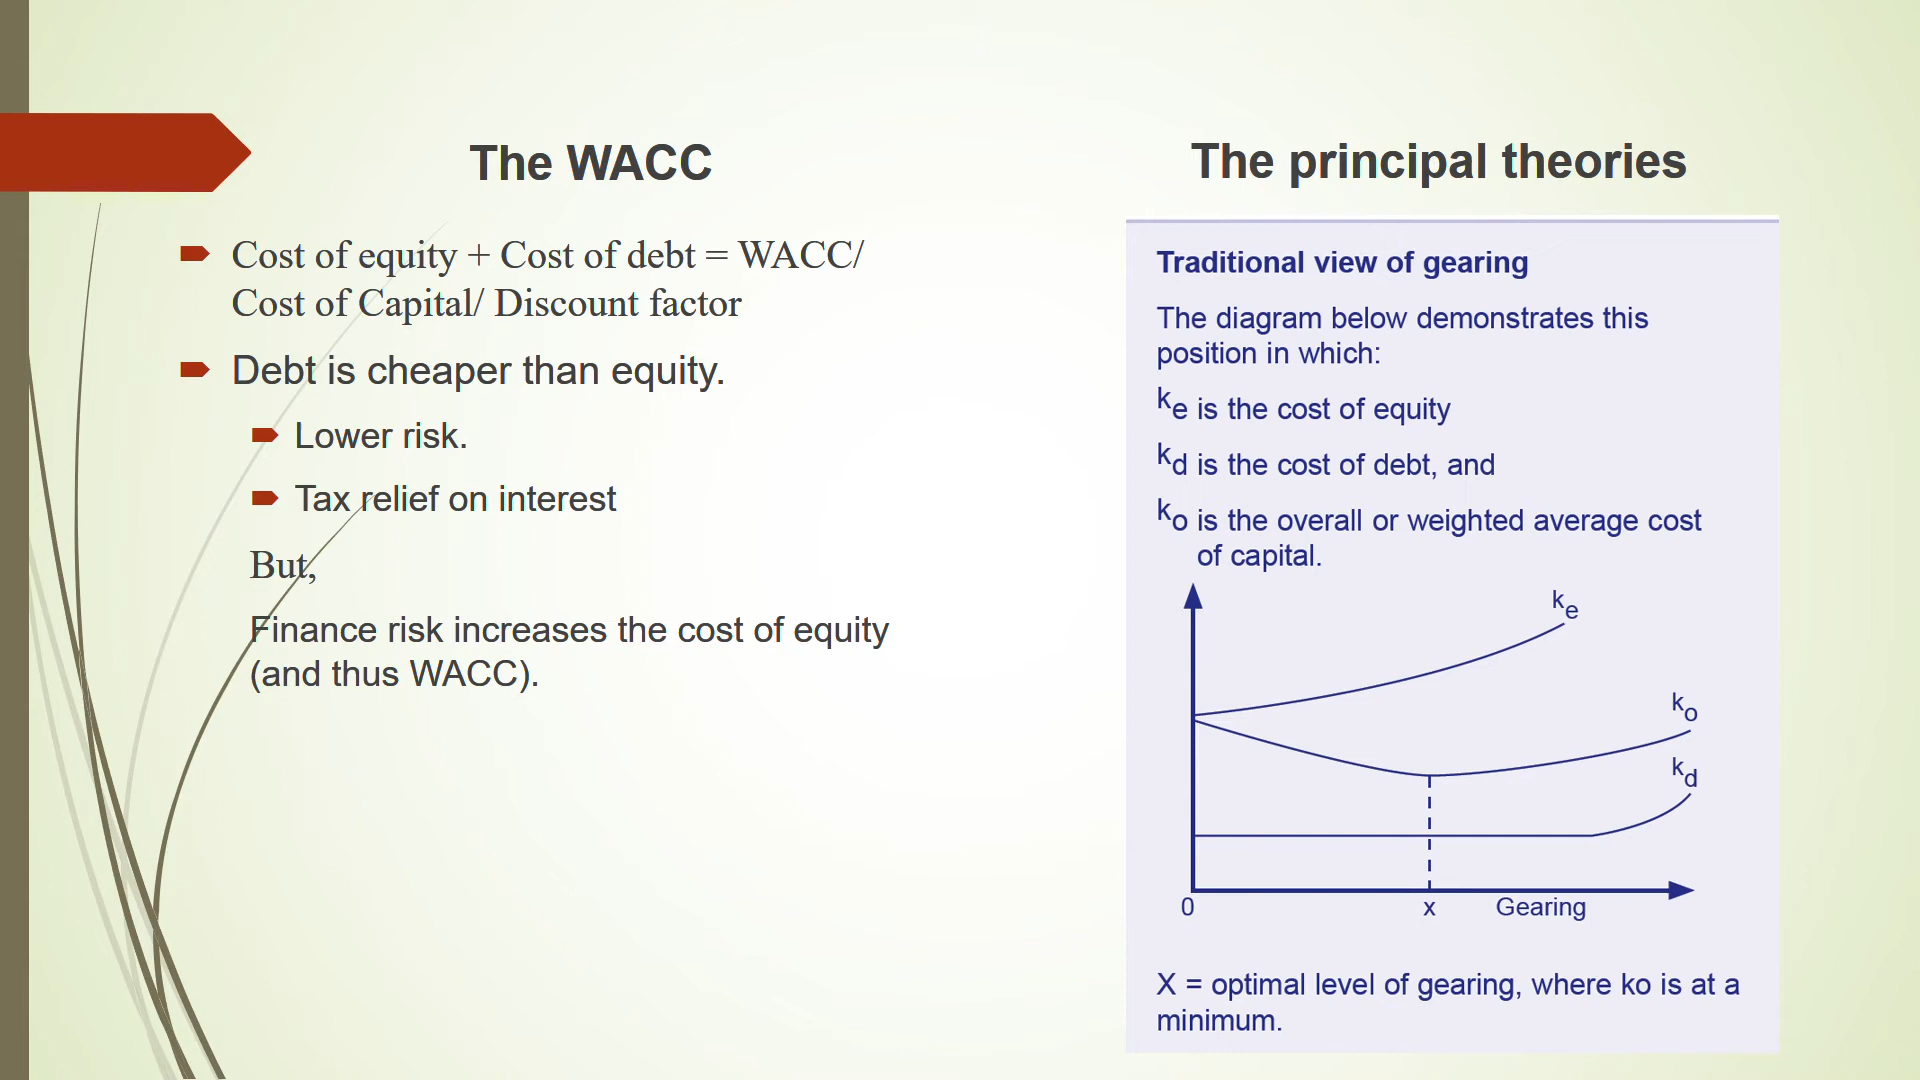 The WACC
Cost of equity + Cost of debt = WACC/
Cost of Capital/ Discount factor
Debt is cheaper than equity.
Lower risk.
Tax relief on interest
But,
Finance risk increases the cost of equity
(and thus WACC).
The principal theories
Traditional view of gearing
The diagram below demonstrates this
position in which:
ke is the cost of equity
kd is the cost of debt, and
ko is the overall or weighted average cost
of capital.
ke
ko
kd
0 x Gearing
X = optimal level of gearing, where ko is at a
minimum.